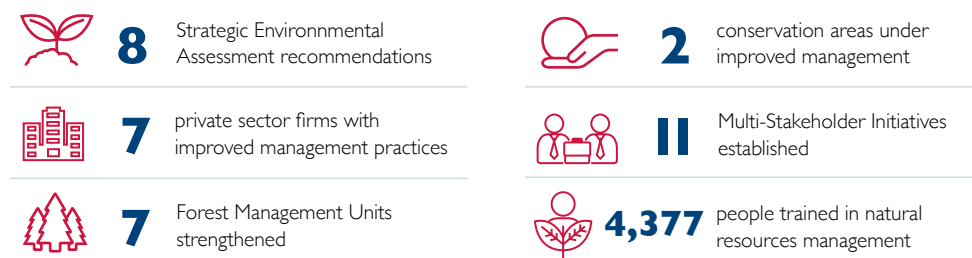 8
Strategic Environnmental
Assessment recommendations
7
private sector firms with
improved management practices
7
Forest Management Units
strengthened
2
conservation areas under
improved management
11
Multi-Stakeholder Initiatives
established
4,377
people trained in natural
resources management